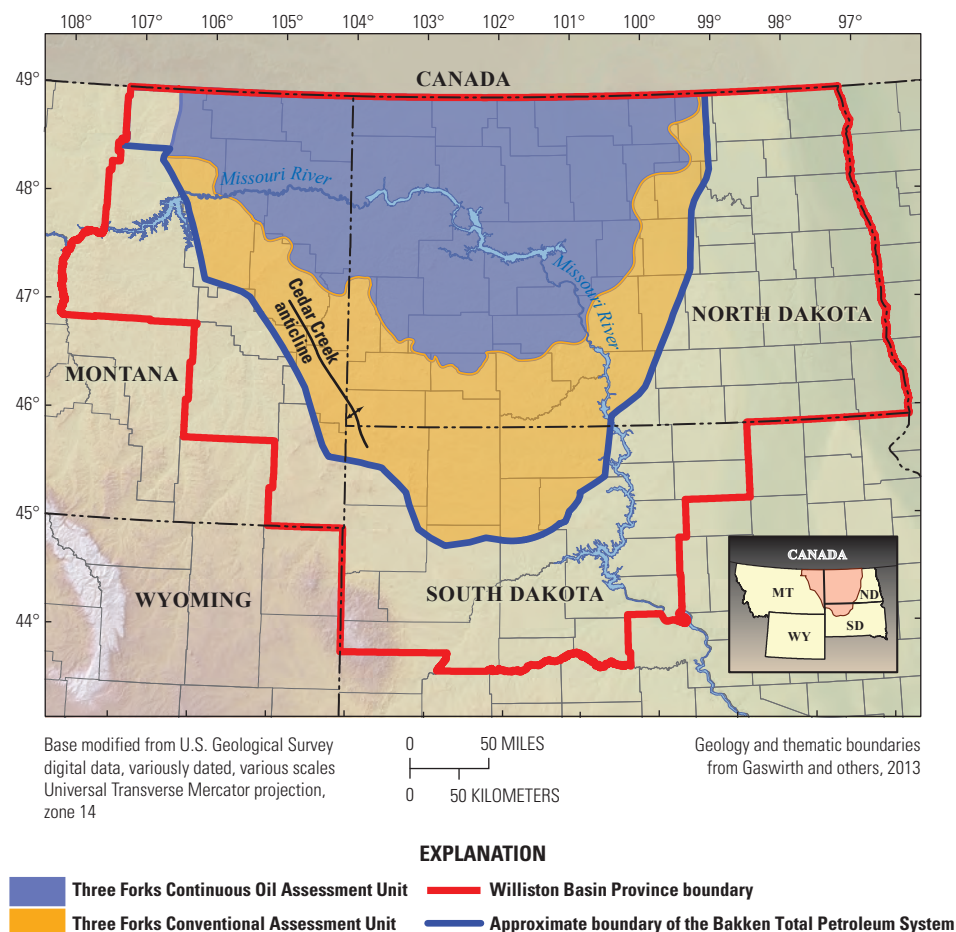 108° 107° 106° 105° 104° 103° 102° 101° 100° 99° 98° 97°
49°
48°
47°
46°
45°
44°
CANADA
Missouri River
Missouri River
Cedar Creek
anticline
NORTH DAKOTA
MONTANA
WYOMING
SOUTH DAKOTA
CANADA
MT
ND
WY
SD
Base modified from U.S. Geological Survey
digital data, variously dated, various scales
Universal Transverse Mercator projection,
zone 14
0 50 MILES
0 50 KILOMETERS
Geology and thematic boundaries
from Gaswirth and others, 2013
EXPLANATION
Three Forks Continuous Oil Assessment Unit
Williston Basin Province boundary
Three Forks Conventional Assessment Unit
Approximate boundary of the Bakken Total Petroleum System